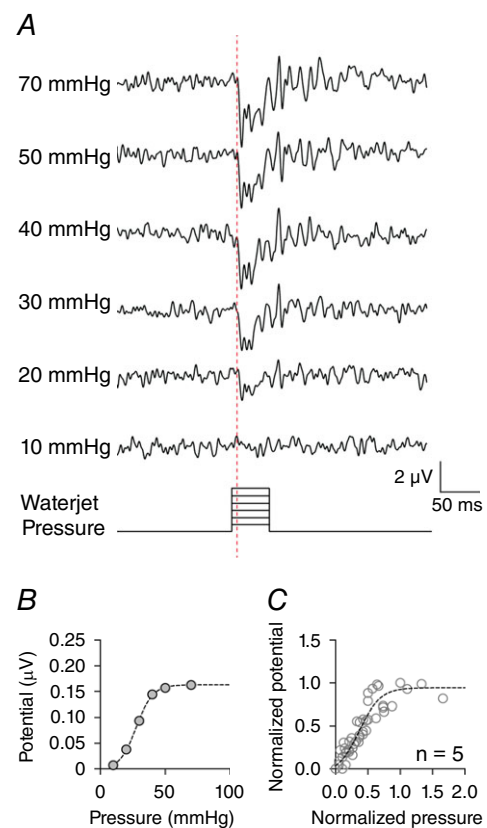 A
70 mmHg
50 mmHg
40 mmHg
30 mmHg
20 mmHg
10 mmHg
2 µV
50 ms
Waterjet
Pressure
B
Potential (µV)
0.25
0.20
0.15
0.10
0.05
0
0
50
100
Pressure (mmHg)
C
Normalized potential
1.5
1.0
0.5
0.0
n = 5
0.0
0.5
1.0
1.5
2.0
Normalized pressure